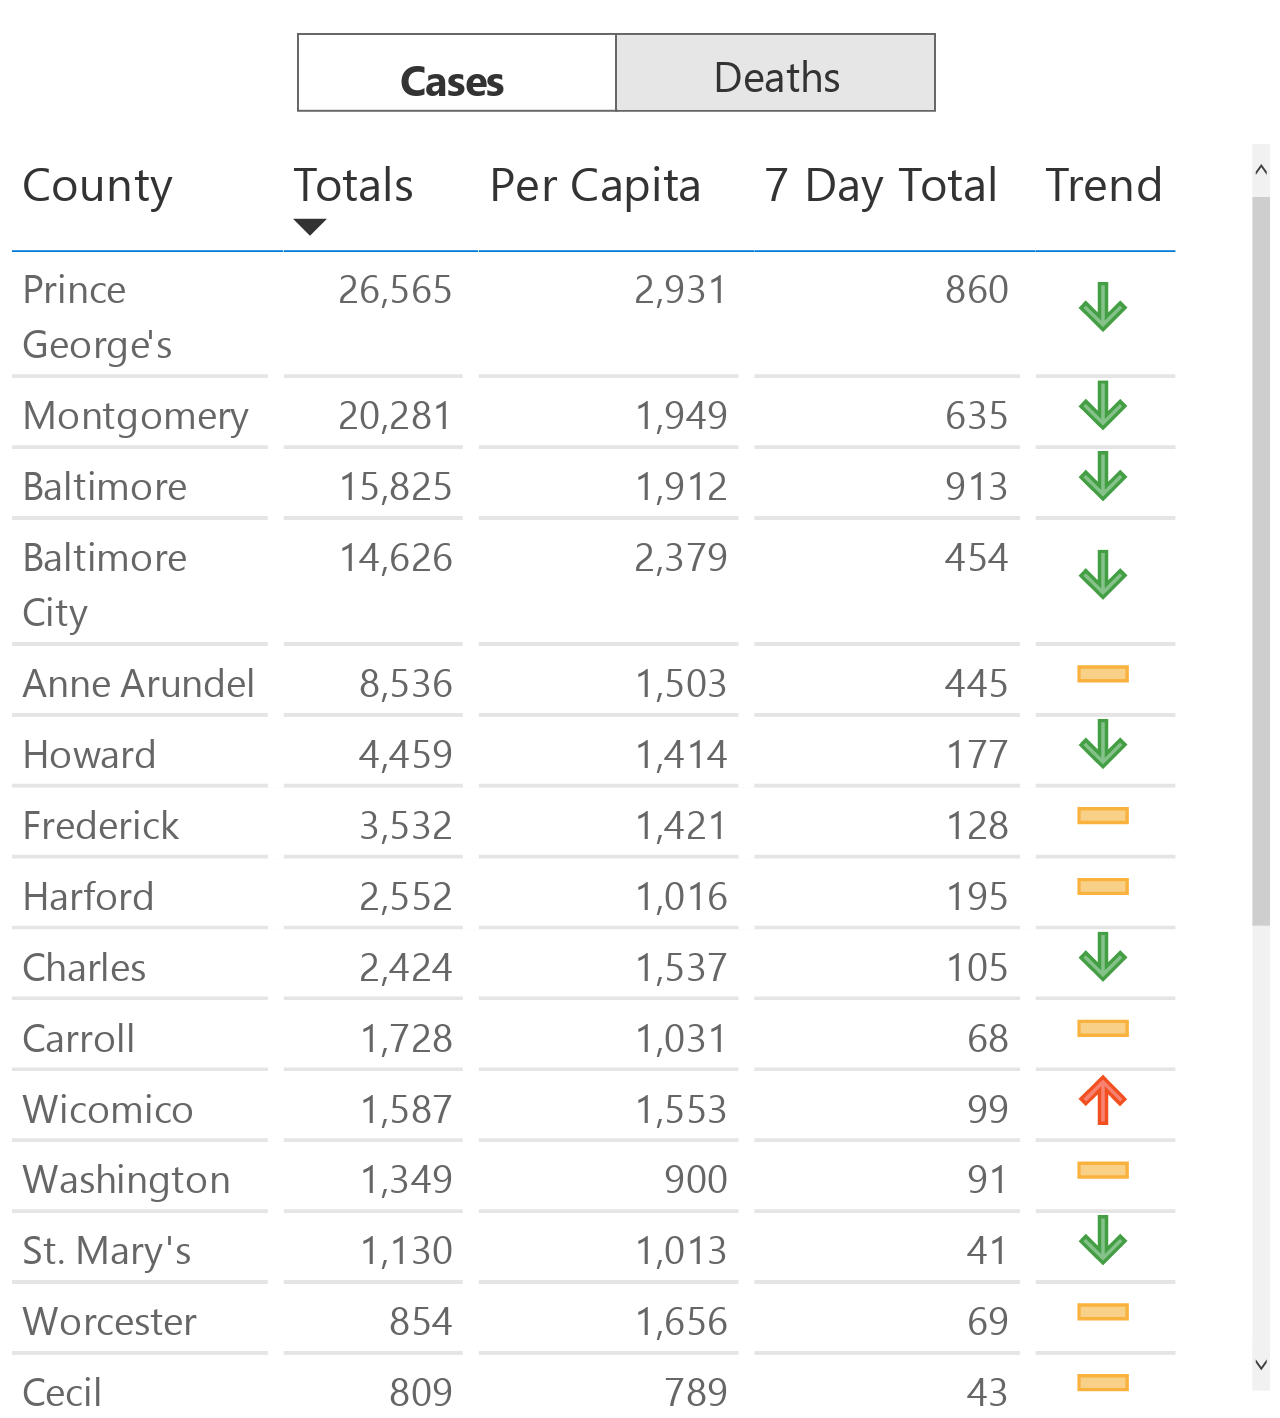 Cases Deaths
County Totals Per Capita 7 Day Total Trend
Prince 26,565 2,931 860
George's
Montgomery 20,281 1,949 635
Baltimore 15,825 1,912 913
Baltimore 14,626 2,379 454
City
Anne Arundel 8,536 1,503 445
Howard 4,459 1,414 177
Frederick 3,532 1,421 128
Harford 2,552 1,016 195
Charles 2,424 1,537 105
Carroll 1,728 1,031 68
Wicomico 1,587 1,553 99
Washington 1,349 900 91
St. Mary's 1,130 1,013 41
Worcester 854 1,656 69
Cecil 809 789 43